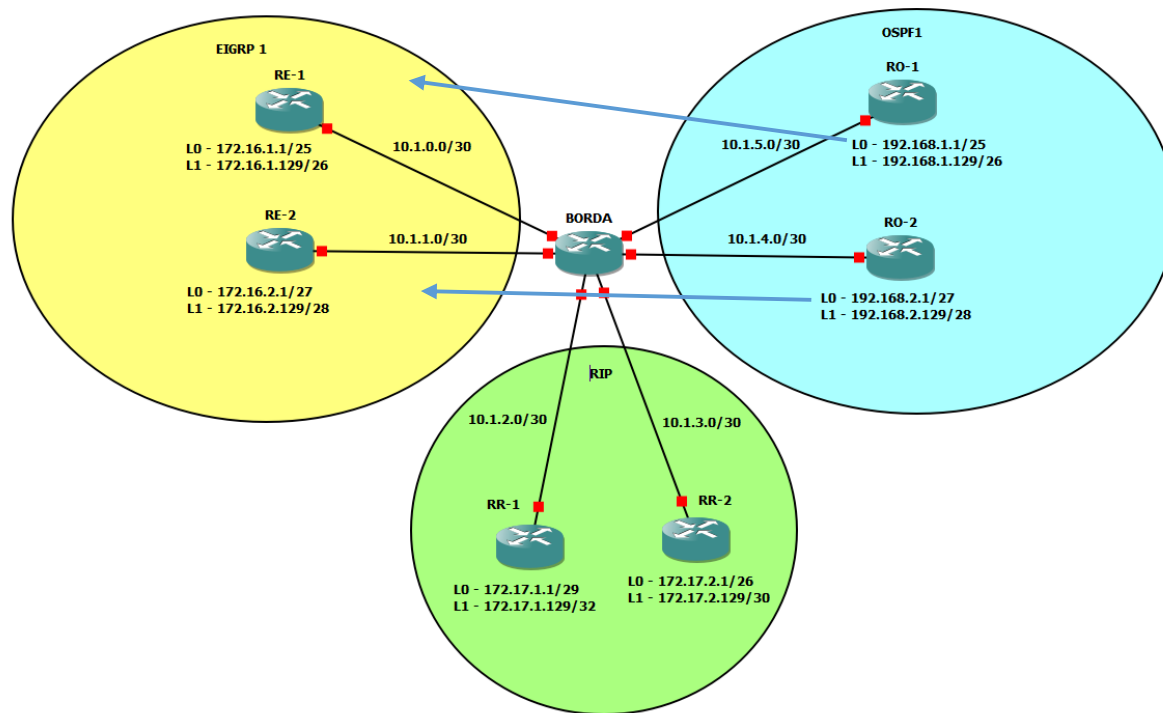 EIGRP 1
RE-1
L0 - 172.16.1.1/25
L1 - 172.16.1.129/26
10.1.0.0/30
RE-2
L0 - 172.16.2.1/27
L1 - 172.16.2.129/28
10.1.1.0/30
BORDA
OSPF1
RO-1
L0 - 192.168.1.1/25
L1 - 192.168.1.129/26
10.1.5.0/30
RO-2
L0 - 192.168.2.1/27
L1 - 192.168.2.129/28
10.1.4.0/30
RIP
10.1.2.0/30
10.1.3.0/30
RR-1
L0 - 172.17.1.1/29
L1 - 172.17.1.129/32
RR-2
L0 - 172.17.2.1/26
L1 - 172.17.2.129/30